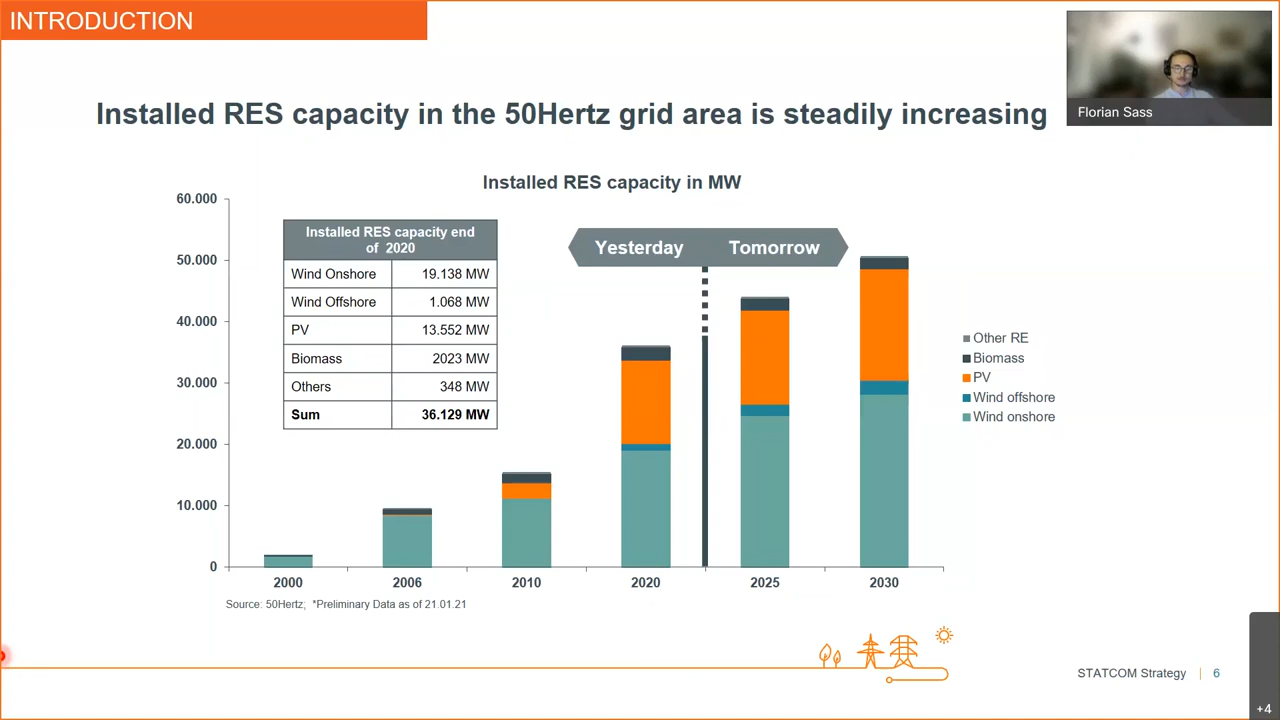 INTRODUCTION
Florian Sass
Installed RES capacity in the 50Hertz grid area is steadily increasing
Installed RES capacity in MW
60.000
50.000
40.000
30.000
20.000
10.000
0
Installed RES capacity end
of 2020
Wind Onshore 19.138 MW
Wind Offshore 1.068 MW
PV 13.552 MW
Biomass 2023 MW
Others 348 MW
Sum 36.129 MW
Yesterday Tomorrow
Other RE
Biomass
PV
Wind offshore
Wind onshore
2000 2006 2010 2020 2025 2030
Source: 50Hertz; *Preliminary Data as of 21.01.21
STATCOM Strategy | 6
+4